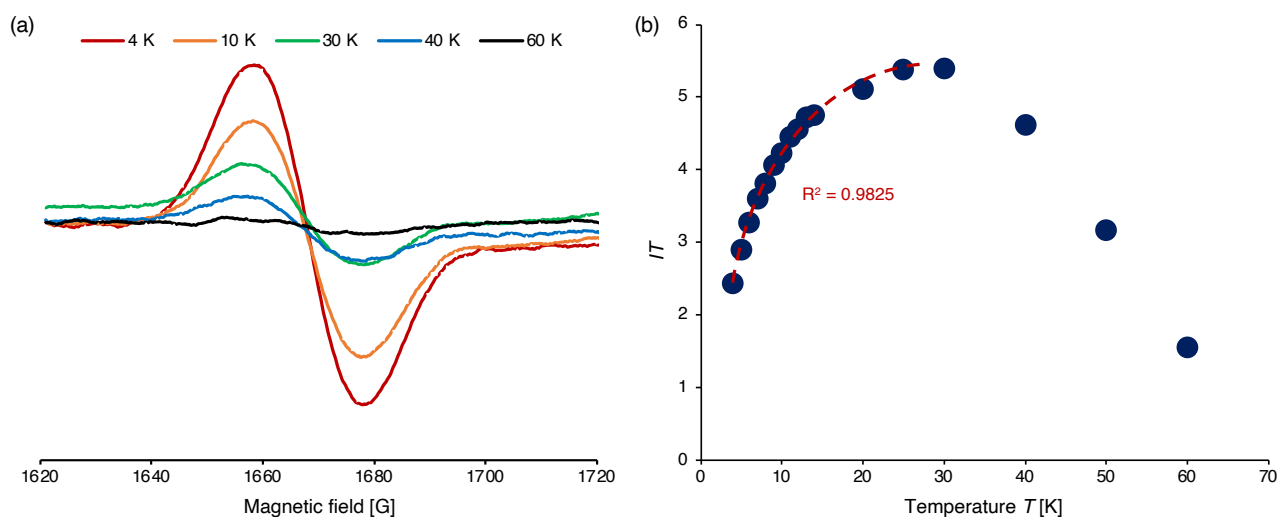 (a)
4 K 10 K 30 K 40 K 60 K
1620 1640 1660 1680 1700 1720
Magnetic field [G]
(b)
6
5
4
3
2
1
0
IT
R² = 0.9825
0 10 20 30 40 50 60 70
Temperature T [K]